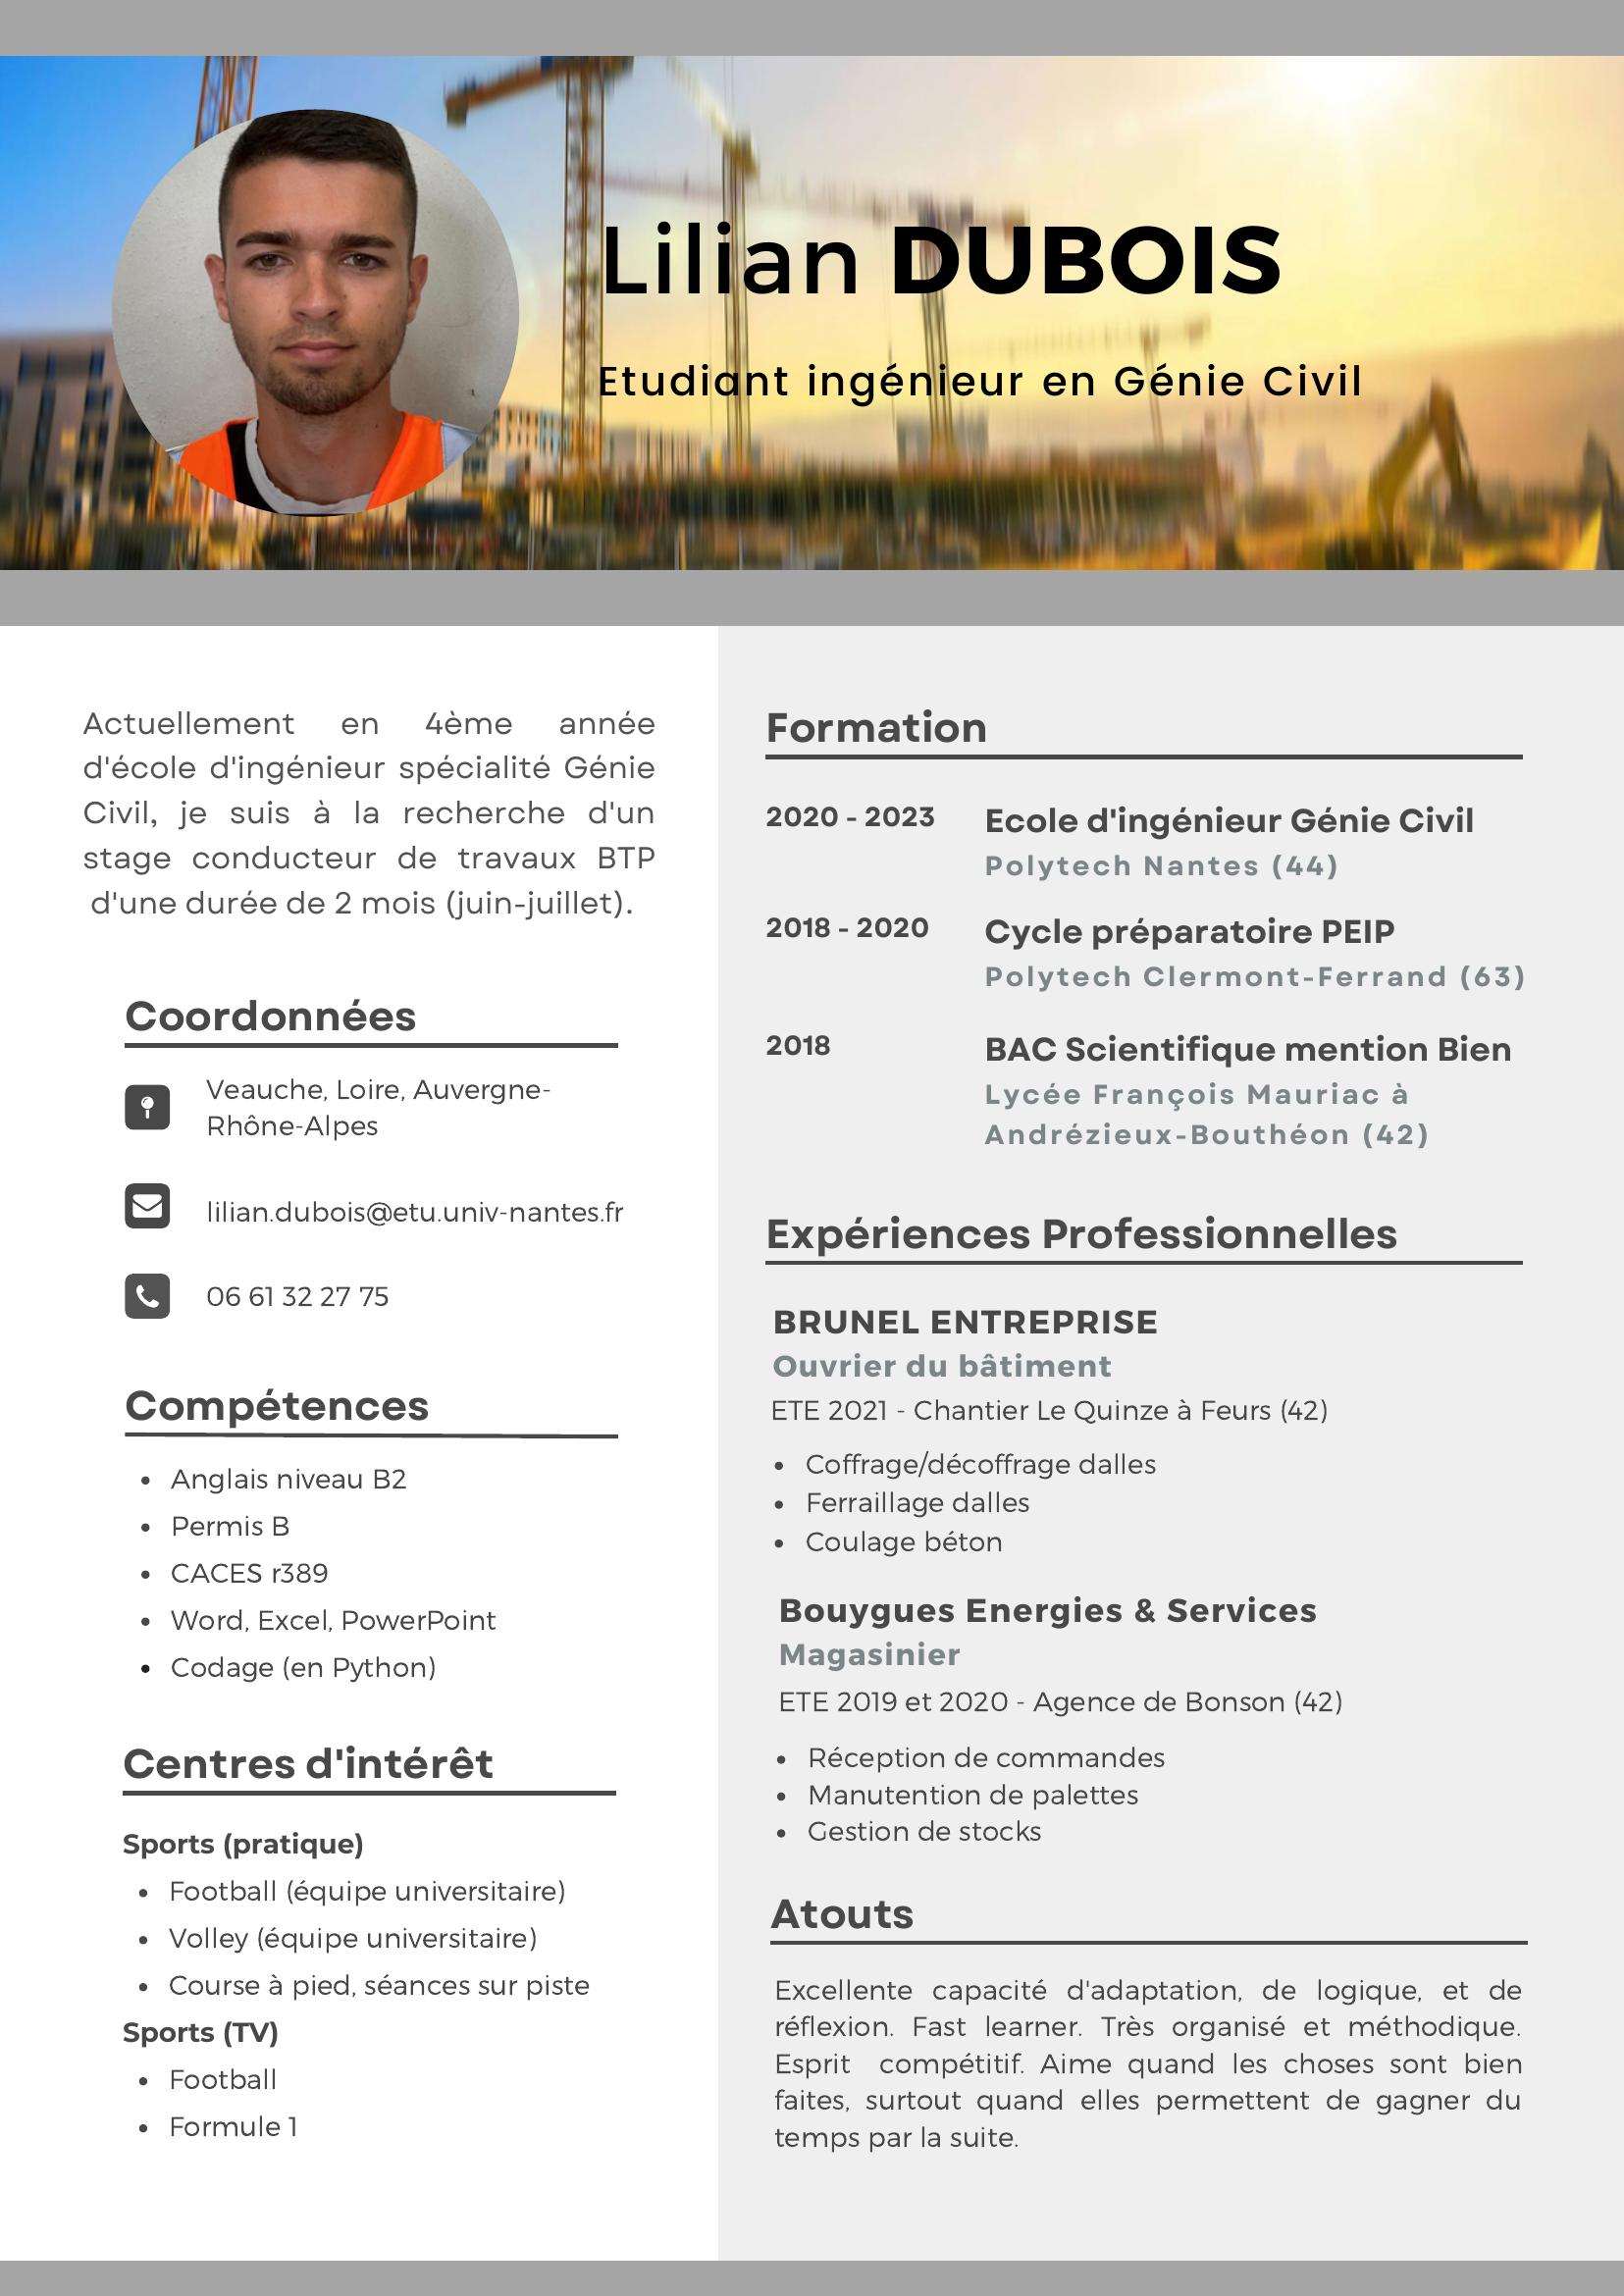 Lilian DUBOIS
Etudiant ingénieur en Génie Civil
Actuellement en 4ème année
d'école d'ingénieur spécialité Génie
Civil, je suis à la recherche d'un
stage conducteur de travaux BTP
d'une durée de 2 mois (juin-juillet).
Coordonnées
Veauche, Loire, Auvergne-
Rhône-Alpes
lilian.dubois@etu.univ-nantes.fr
06 61 32 27 75
Compétences
• Anglais niveau B2
• Permis B
• CACES r389
• Word, Excel, PowerPoint
• Codage (en Python)
Centres d'intérêt
Sports (pratique)
• Football (équipe universitaire)
• Volley (équipe universitaire)
• Course à pied, séances sur piste
Sports (TV)
• Football
• Formule 1
Formation
2020 - 2023 Ecole d'ingénieur Génie Civil
Polytech Nantes (44)
2018 - 2020 Cycle préparatoire PEIP
Polytech Clermont-Ferrand (63)
2018 BAC Scientifique mention Bien
Lycée François Mauriac à
Andrézieux-Bouthéon (42)
Expériences Professionnelles
BRUNEL ENTREPRISE
Ouvrier du bâtiment
ETE 2021 - Chantier Le Quinze à Feurs (42)
• Coffrage/décoffrage dalles
• Ferraillage dalles
• Coulage béton
Bouygues Energies & Services
Magasinier
ETE 2019 et 2020 - Agence de Bonson (42)
• Réception de commandes
• Manutention de palettes
• Gestion de stocks
Atouts
Excellente capacité d'adaptation, de logique, et de
réflexion. Fast learner. Très organisé et méthodique.
Esprit compétitif. Aime quand les choses sont bien
faites, surtout quand elles permettent de gagner du
temps par la suite.